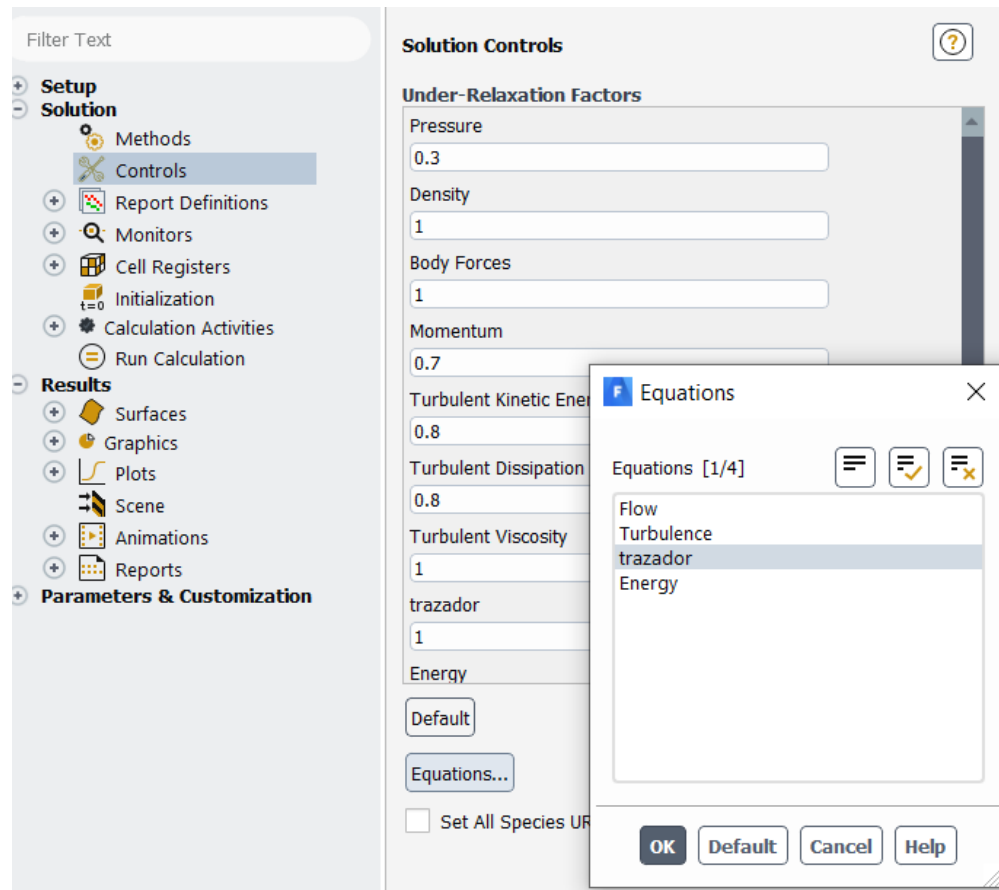 Filter Text
Setup
Solution
Methods
Controls
Report Definitions
Monitors
Cell Registers
t=0 Initialization
Calculation Activities
Run Calculation
Results
Surfaces
Graphics
Plots
Scene
Animations
Reports
Parameters & Customization
Solution Controls
?
Under-Relaxation Factors
Pressure
0.3
Density
1
Body Forces
1
Momentum
0.7
Turbulent Kinetic Ener
0.8
Turbulent Dissipation
0.8
Turbulent Viscosity
1
trazador
1
Energy
Default
Equations...
Set All Species UR
F Equations
Equations [1/4]
Flow
Turbulence
trazador
Energy
OK Default Cancel Help